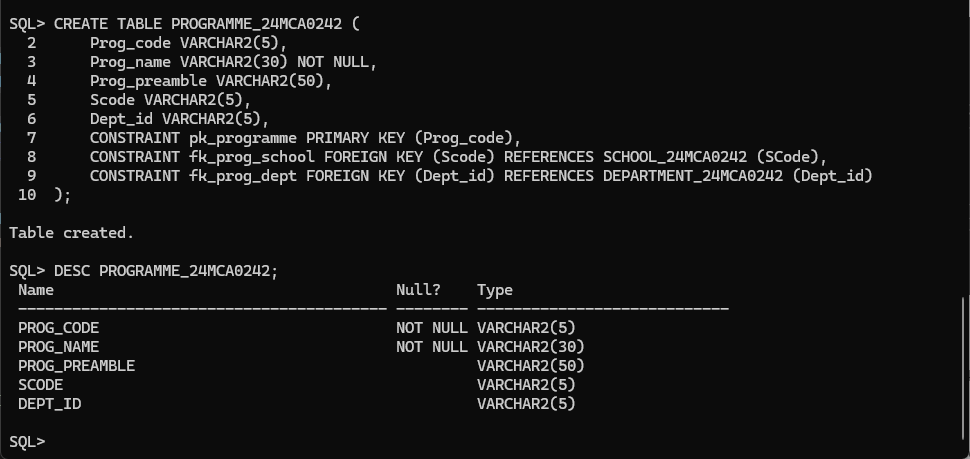 SQL> CREATE TABLE PROGRAMME_24MCA0242 (
  2      Prog_code VARCHAR2(5),
  3      Prog_name VARCHAR2(30) NOT NULL,
  4      Prog_preamble VARCHAR2(50),
  5      Scode VARCHAR2(5),
  6      Dept_id VARCHAR2(5),
  7      CONSTRAINT pk_programme PRIMARY KEY (Prog_code),
  8      CONSTRAINT fk_prog_school FOREIGN KEY (Scode) REFERENCES SCHOOL_24MCA0242 (SCode),
  9      CONSTRAINT fk_prog_dept FOREIGN KEY (Dept_id) REFERENCES DEPARTMENT_24MCA0242 (Dept_id)
 10  );
Table created.
SQL> DESC PROGRAMME_24MCA0242;
 Name                                      Null?    Type
 ----------------------------------------- -------- ----------------------------
 PROG_CODE                                 NOT NULL VARCHAR2(5)
 PROG_NAME                                 NOT NULL VARCHAR2(30)
 PROG_PREAMBLE                                      VARCHAR2(50)
 SCODE                                              VARCHAR2(5)
 DEPT_ID                                            VARCHAR2(5)
SQL>